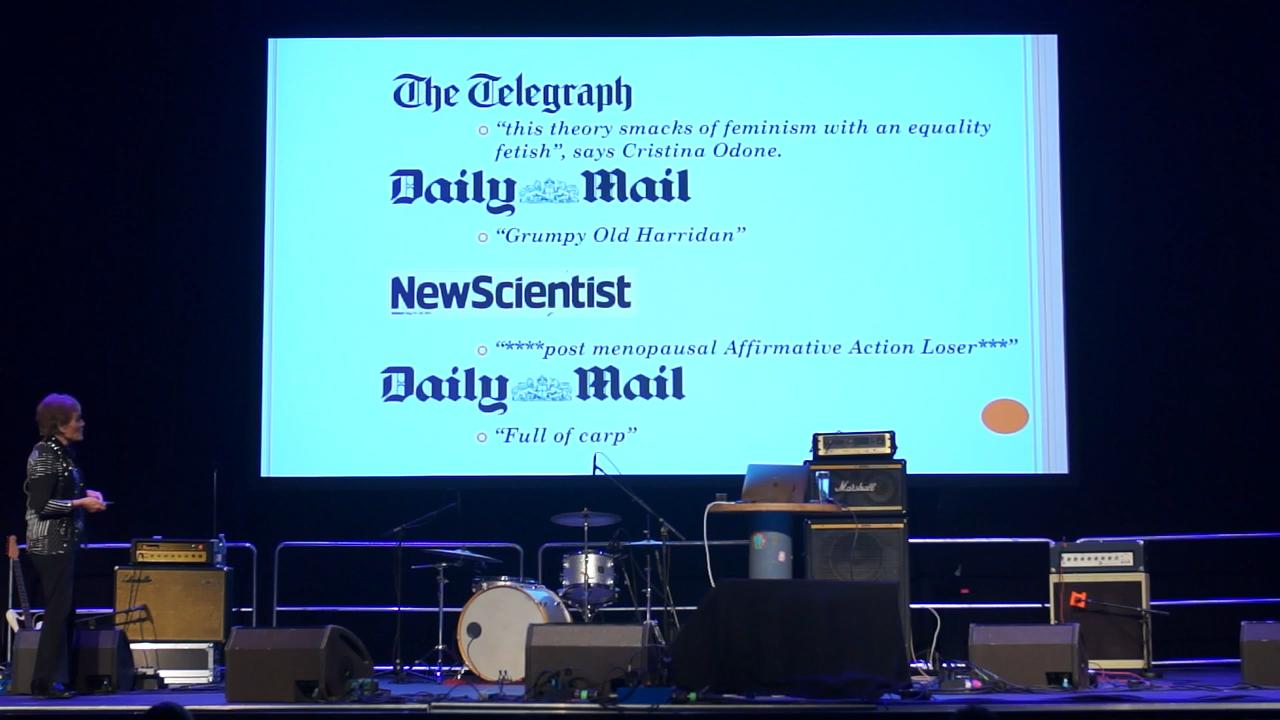 The Telegraph
“this theory smacks of feminism with an equality
fetish”, says Cristina Odone.
Daily Mail
“Grumpy Old Harridan”
NewScientist
“****post menopausal Affirmative Action Loser***”
Daily Mail
“Full of carp”
Marshall